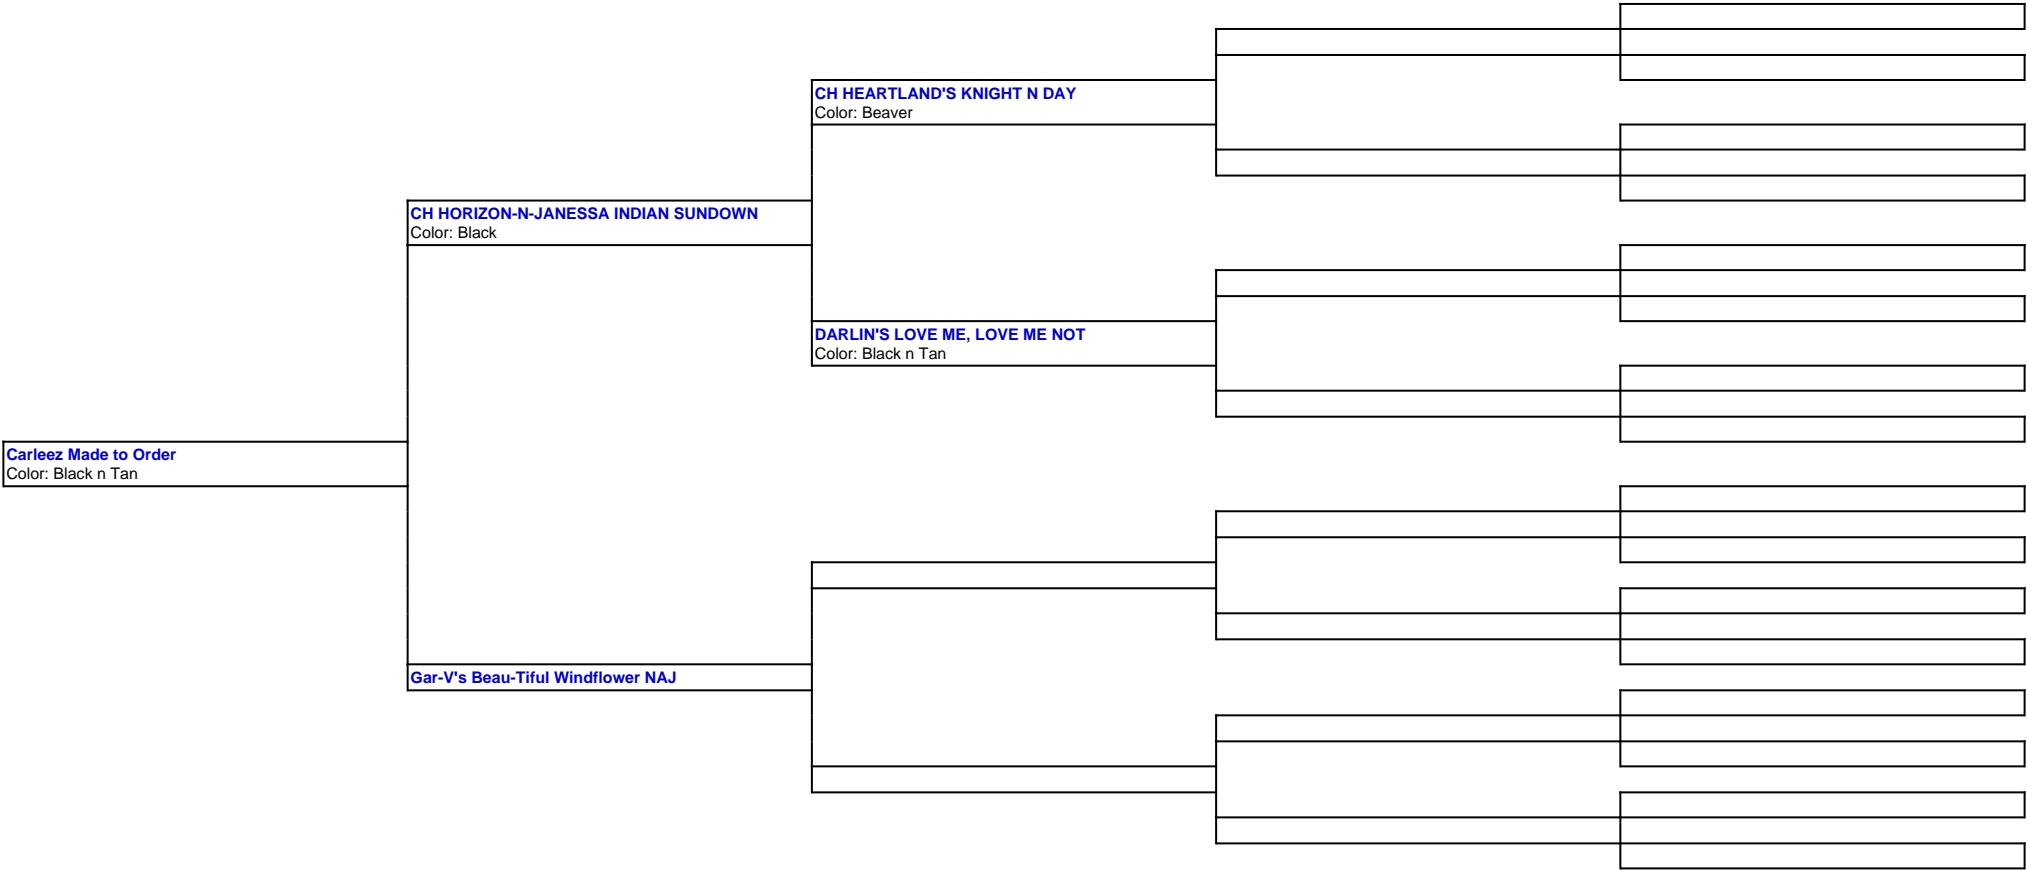 CH HEARTLAND'S KNIGHT N DAY
Color: Beaver
CH HORIZON-N-JANESSA INDIAN SUNDOWN
Color: Black
DARLIN'S LOVE ME, LOVE ME NOT
Color: Black n Tan
Carleez Made to Order
Color: Black n Tan
Gar-V's Beau-Tiful Windflower NAJ